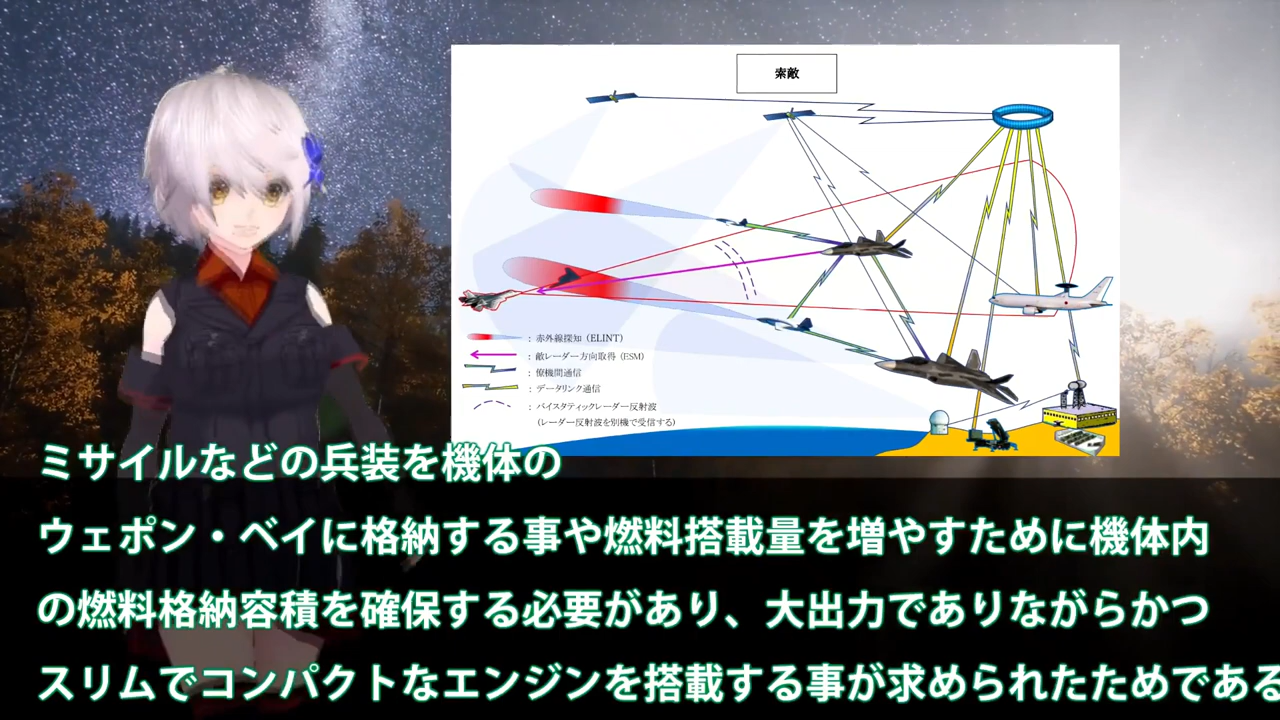 索敵
：赤外線探知（ELINT）
：敵レーダー方向取得（ESM）
：僚機間通信
：データリンク通信
：バイスタティックレーダー反射波
（レーダー反射波を別機で受信する）
ミサイルなどの兵装を機体の
ウェポン・ベイに格納する事や燃料搭載量を増やすために機体内
の燃料格納容積を確保する必要があり、大出力でありながらかつ
スリムでコンパクトなエンジンを搭載する事が求められたためである